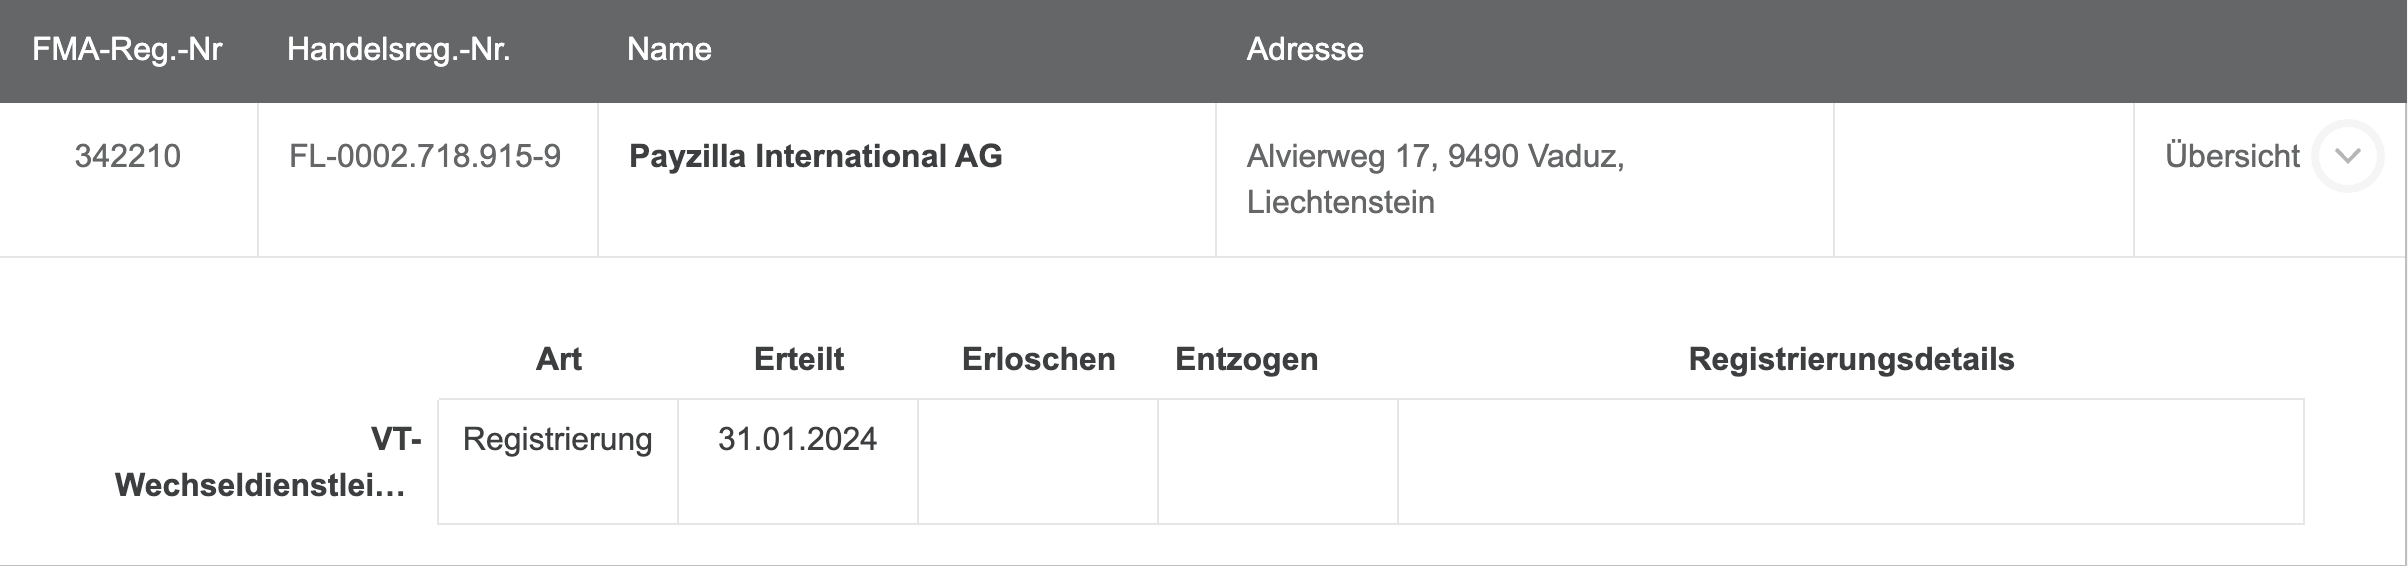 FMA-Reg.-Nr Handelsreg.-Nr. Name Adresse
342210 FL-0002.718.915-9 Payzilla International AG Alvierweg 17, 9490 Vaduz, Übersicht
Liechtenstein
Art Erteilt Erloschen Entzogen Registrierungsdetails
VT- Registrierung 31.01.2024
Wechseldienstlei…